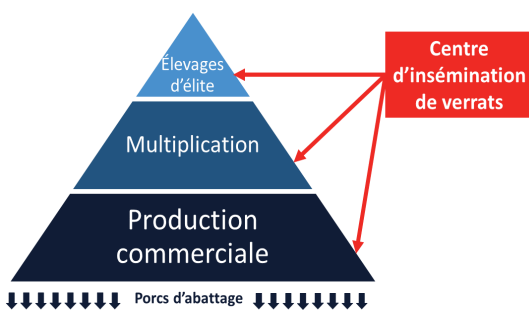 Élevages
d'élite
Centre
d'insémination
de verrats
Multiplication
Production
commerciale
Porcs d'abattage